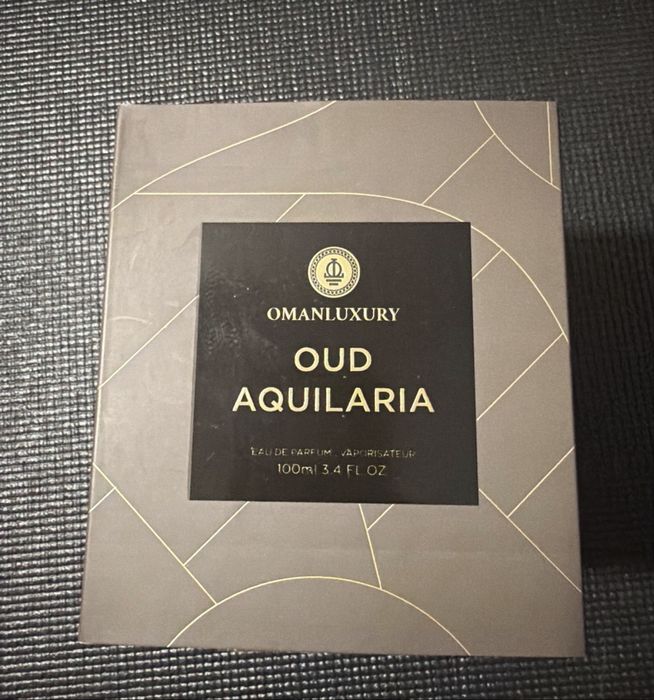 OMANLUXURY
OUD
AQUILARIA
EAU DE PARFUM . VAPORISATEUR
100ml 3.4 FL.OZ